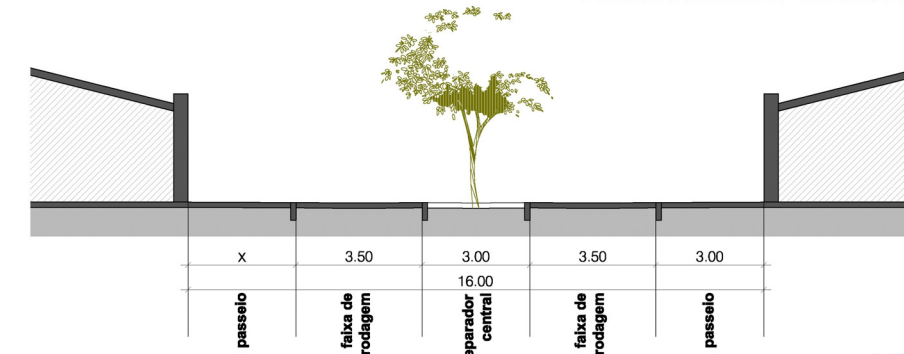 x 3.50 3.00 3.50 3.00
16.00
passeio
faixa de
rodagem
eparador
central
faixa de
rodagem
passeio